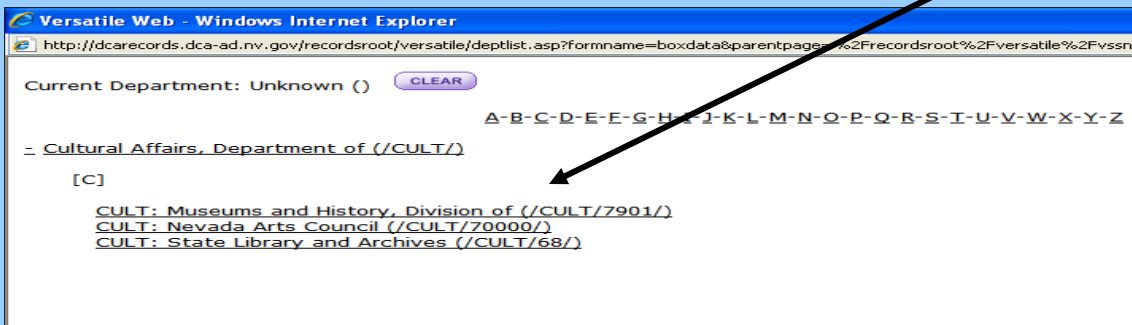 Versatile Web - Windows Internet Explorer
http://dcarecords.dca-ad.nv.gov/recordsroot/versatile/deptlist.asp?formname=boxdata&parentpage=%2Frecordsroot%2Fversatile%2Fvssn
Current Department: Unknown () CLEAR
A-B-C-D-E-F-G-H-I-J-K-L-M-N-O-P-Q-R-S-T-U-V-W-X-Y-Z
- Cultural Affairs, Department of (/CULT/)
[C]
CULT: Museums and History, Division of (/CULT/7901/)
CULT: Nevada Arts Council (/CULT/70000/)
CULT: State Library and Archives (/CULT/68/)